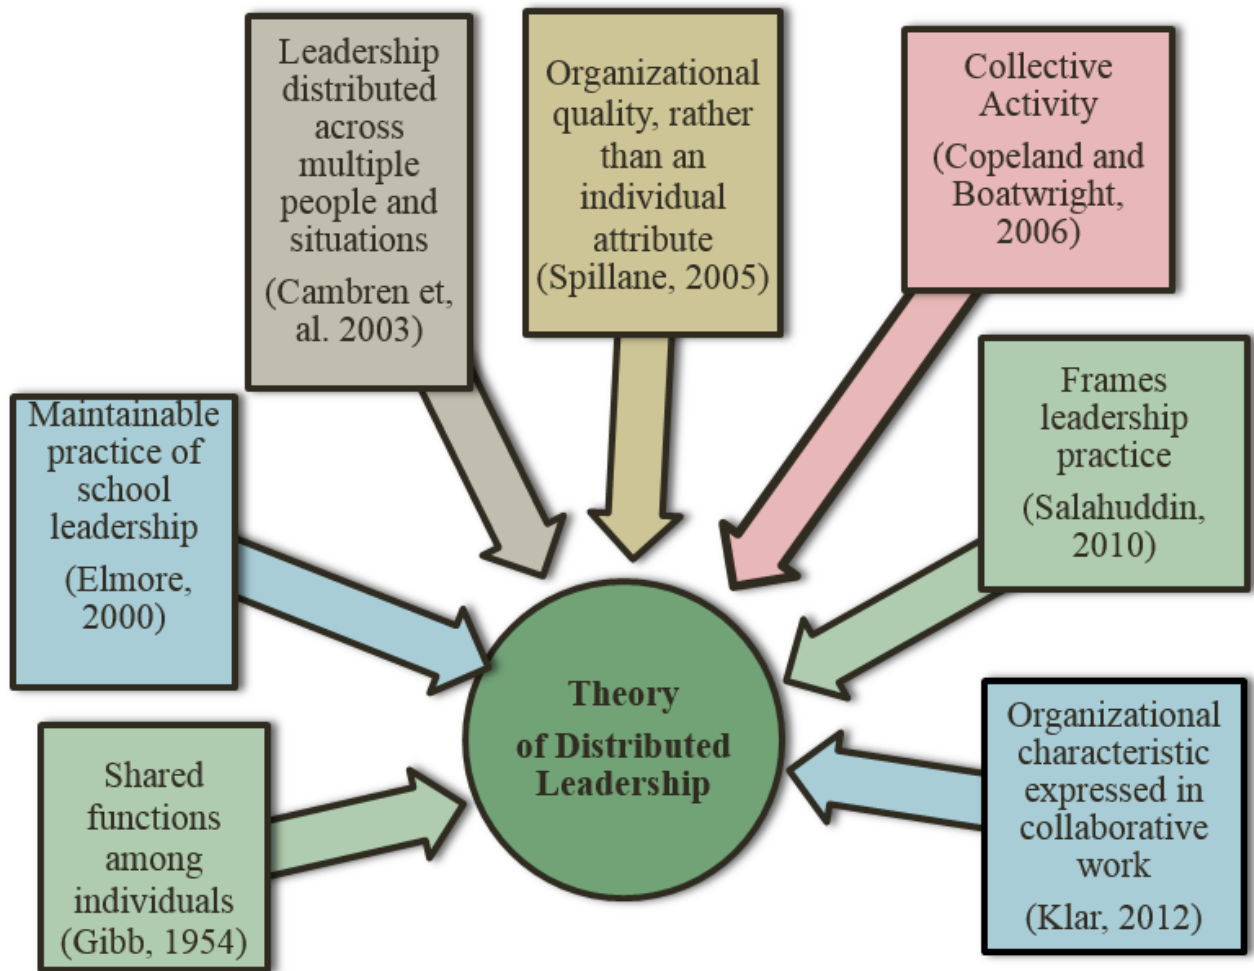 Leadership
distributed
across
multiple
people and
situations
(Cambren et,
al. 2003)
Organizational
quality, rather
than an
individual
attribute
(Spillane, 2005)
Collective
Activity
(Copeland and
Boatwright,
2006)
Maintainable
practice of
school
leadership
(Elmore,
2000)
Frames
leadership
practice
(Salahuddin,
2010)
Shared
functions
among
individuals
(Gibb, 1954)
Theory
of Distributed
Leadership
Organizational
characteristic
expressed in
collaborative
work
(Klar, 2012)